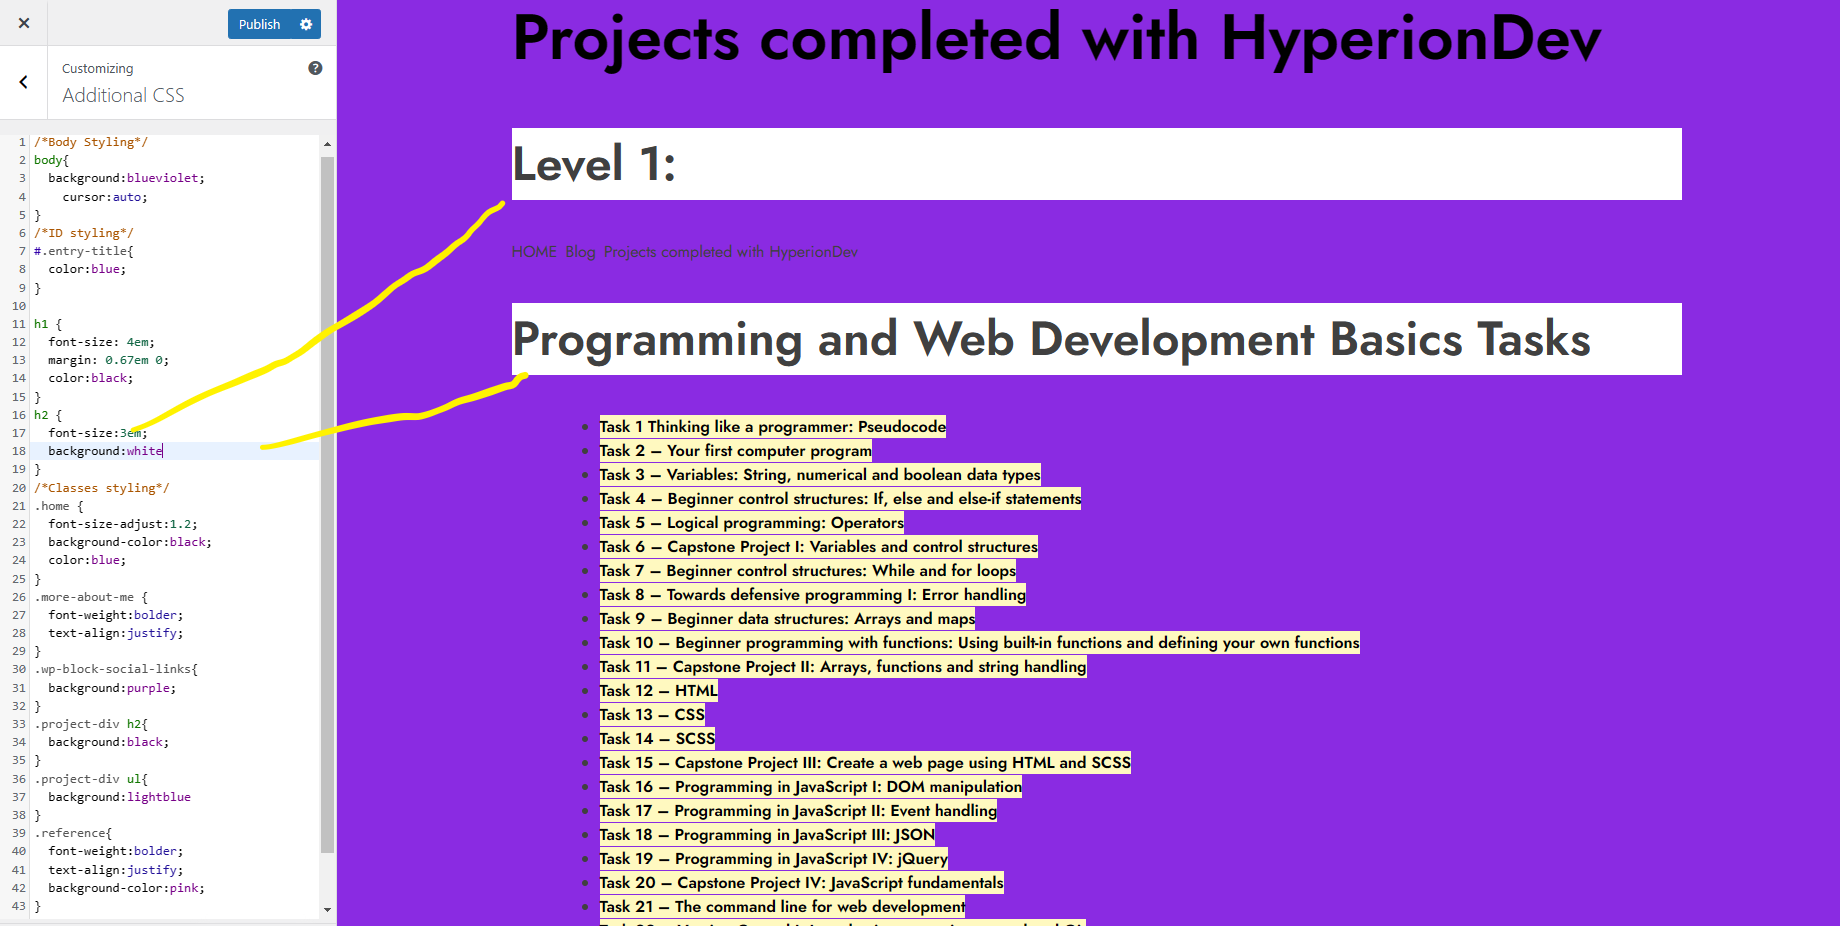 Publish
Customizing
Additional CSS
1 /*Body Styling*/
2 body{
3 background:blueviolet;
4 cursor:auto;
5 }
6 /*ID styling*/
7 #.entry-title{
8 color:blue;
9 }
10
11 h1 {
12 font-size: 4em;
13 margin: 0.67em 0;
14 color:black;
15 }
16 h2 {
17 font-size:3em;
18 background:white
19 }
20 /*Classes styling*/
21 .home {
22 font-size-adjust:1.2;
23 background-color:black;
24 color:blue;
25 }
26 .more-about-me {
27 font-weight:bolder;
28 text-align:justify;
29 }
30 .wp-block-social-links{
31 background:purple;
32 }
33 .project-div h2{
34 background:black;
35 }
36 .project-div ul{
37 background:lightblue
38 }
39 .reference{
40 font-weight:bolder;
41 text-align:justify;
42 background-color:pink;
43 }
Projects completed with HyperionDev
Level 1:
HOME Blog Projects completed with HyperionDev
Programming and Web Development Basics Tasks
Task 1 Thinking like a programmer: Pseudocode
Task 2 – Your first computer program
Task 3 – Variables: String, numerical and boolean data types
Task 4 – Beginner control structures: If, else and else-if statements
Task 5 – Logical programming: Operators
Task 6 – Capstone Project I: Variables and control structures
Task 7 – Beginner control structures: While and for loops
Task 8 – Towards defensive programming I: Error handling
Task 9 – Beginner data structures: Arrays and maps
Task 10 – Beginner programming with functions: Using built-in functions and defining your own functions
Task 11 – Capstone Project II: Arrays, functions and string handling
Task 12 – HTML
Task 13 – CSS
Task 14 – SCSS
Task 15 – Capstone Project III: Create a web page using HTML and SCSS
Task 16 – Programming in JavaScript I: DOM manipulation
Task 17 – Programming in JavaScript II: Event handling
Task 18 – Programming in JavaScript III: JSON
Task 19 – Programming in JavaScript IV: jQuery
Task 20 – Capstone Project IV: JavaScript fundamentals
Task 21 – The command line for web development